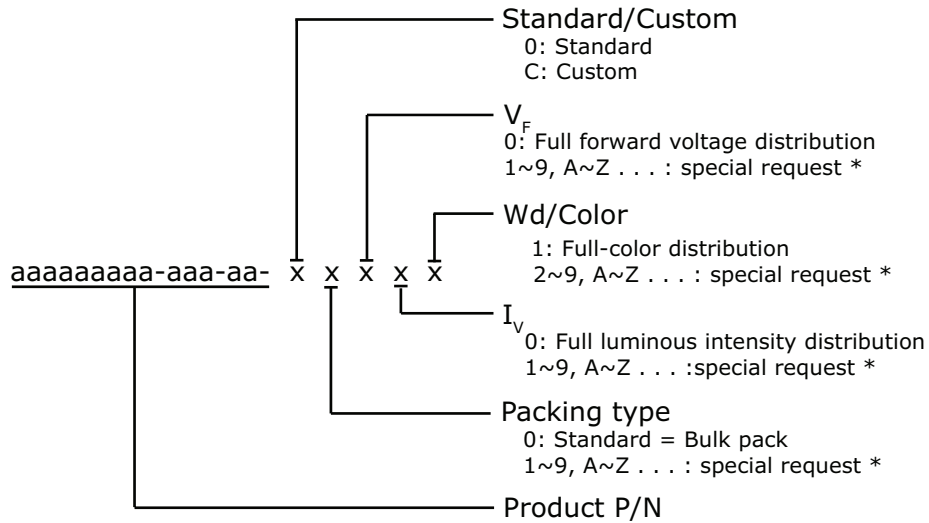 Standard/Custom
0: Standard
C: Custom
VF
0: Full forward voltage distribution
1~9, A~Z . . . : special request *
Wd/Color
1: Full-color distribution
2~9, A~Z . . . : special request *
aaaaaaaaa-aaa-aa- x x x x x
IV
0: Full luminous intensity distribution
1~9, A~Z . . . :special request *
Packing type
0: Standard = Bulk pack
1~9, A~Z . . . : special request *
Product P/N